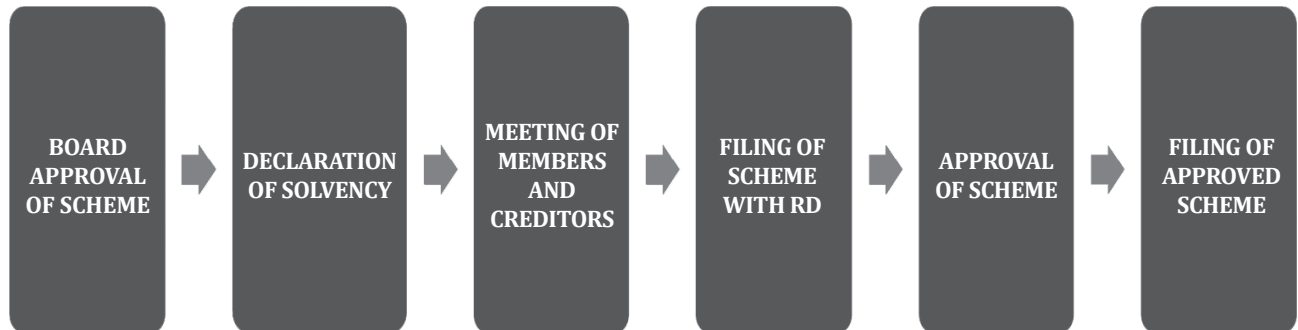 BOARD
APPROVAL
OF SCHEME
DECLARATION
OF SOLVENCY
MEETING OF
MEMBERS
AND
CREDITORS
FILING OF
SCHEME
WITH RD
APPROVAL
OF SCHEME
FILING OF
APPROVED
SCHEME